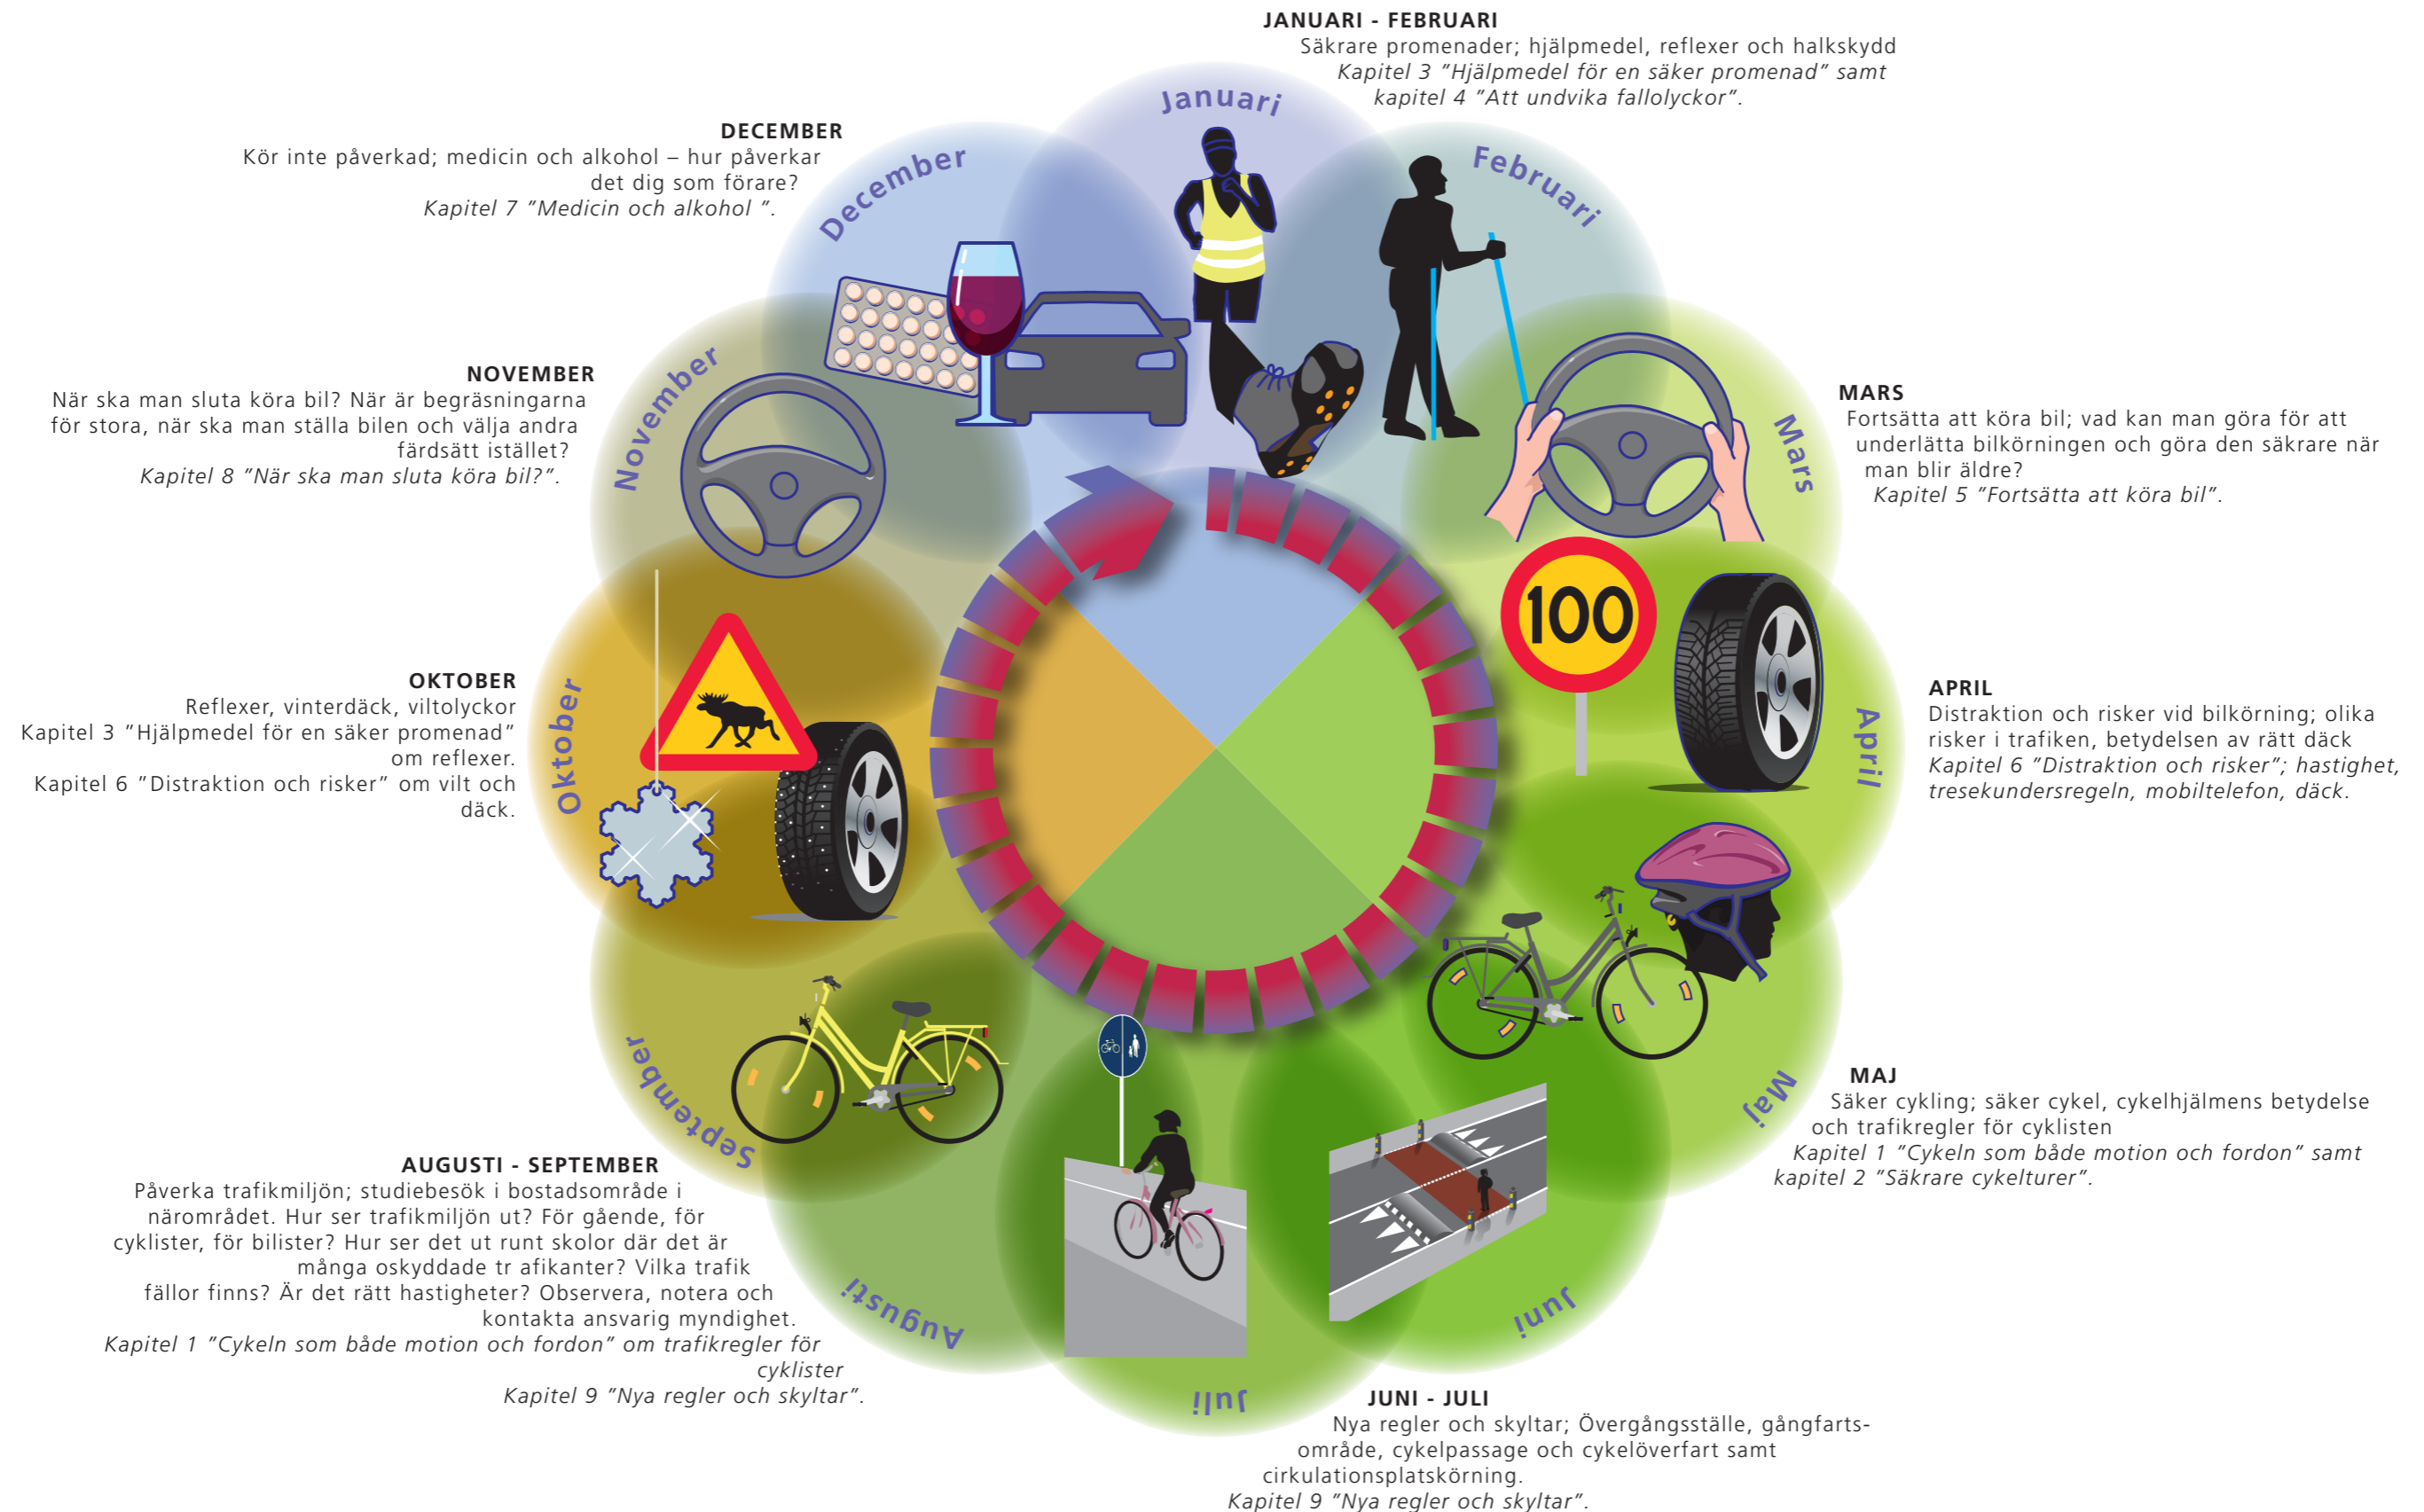 JANUARI - FEBRUARI
Säkrare promenader; hjälpmedel, reflexer och halkskydd
Kapitel 3 ”Hjälpmedel för en säker promenad” samt
kapitel 4 ”Att undvika fallolyckor”.
Januari
Februari
Mars
April
Maj
Juni
Juli
Augusti
September
Oktober
November
December
100
MARS
Fortsätta att köra bil; vad kan man göra för att
underlätta bilkörningen och göra den säkrare när
man blir äldre?
Kapitel 5 ”Fortsätta att köra bil”.
APRIL
Distraktion och risker vid bilkörning; olika
risker i trafiken, betydelsen av rätt däck
Kapitel 6 ”Distraktion och risker”; hastighet,
tresekundersregeln, mobiltelefon, däck.
MAJ
Säker cykling; säker cykel, cykelhjälmens betydelse
och trafikregler för cyklisten
Kapitel 1 ”Cykeln som både motion och fordon” samt
kapitel 2 ”Säkrare cykelturer”.
JUNI - JULI
Nya regler och skyltar; Övergångsställe, gångfarts-
område, cykelpassage och cykelöverfart samt
cirkulationsplatskörning.
Kapitel 9 ”Nya regler och skyltar”.
AUGUSTI - SEPTEMBER
Påverka trafikmiljön; studiebesök i bostadsområde i
närområdet. Hur ser trafikmiljön ut? För gående, för
cyklister, för bilister? Hur ser det ut runt skolor där det är
många oskyddade tr afikanter? Vilka trafik
fällor finns? Är det rätt hastigheter? Observera, notera och
kontakta ansvarig myndighet.
Kapitel 1 ”Cykeln som både motion och fordon” om trafikregler för
cyklister
Kapitel 9 ”Nya regler och skyltar”.
OKTOBER
Reflexer, vinterdäck, viltolyckor
Kapitel 3 ”Hjälpmedel för en säker promenad”
om reflexer.
Kapitel 6 ”Distraktion och risker” om vilt och
däck.
NOVEMBER
När ska man sluta köra bil? När är begräsningarna
för stora, när ska man ställa bilen och välja andra
färdsätt istället?
Kapitel 8 ”När ska man sluta köra bil?”.
DECEMBER
Kör inte påverkad; medicin och alkohol – hur påverkar
det dig som förare?
Kapitel 7 ”Medicin och alkohol ”.